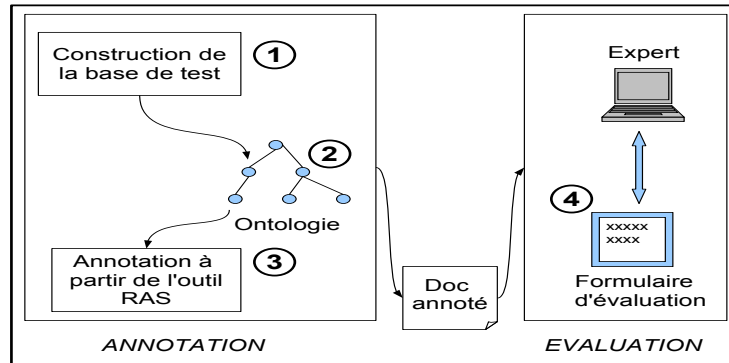 Construction de
la base de test
1
2
Ontologie
Annotation à
partir de l'outil
RAS
3
ANNOTATION
Doc
annoté
Expert
4
xxxxx
xxxx
Formulaire
d'évaluation
EVALUATION